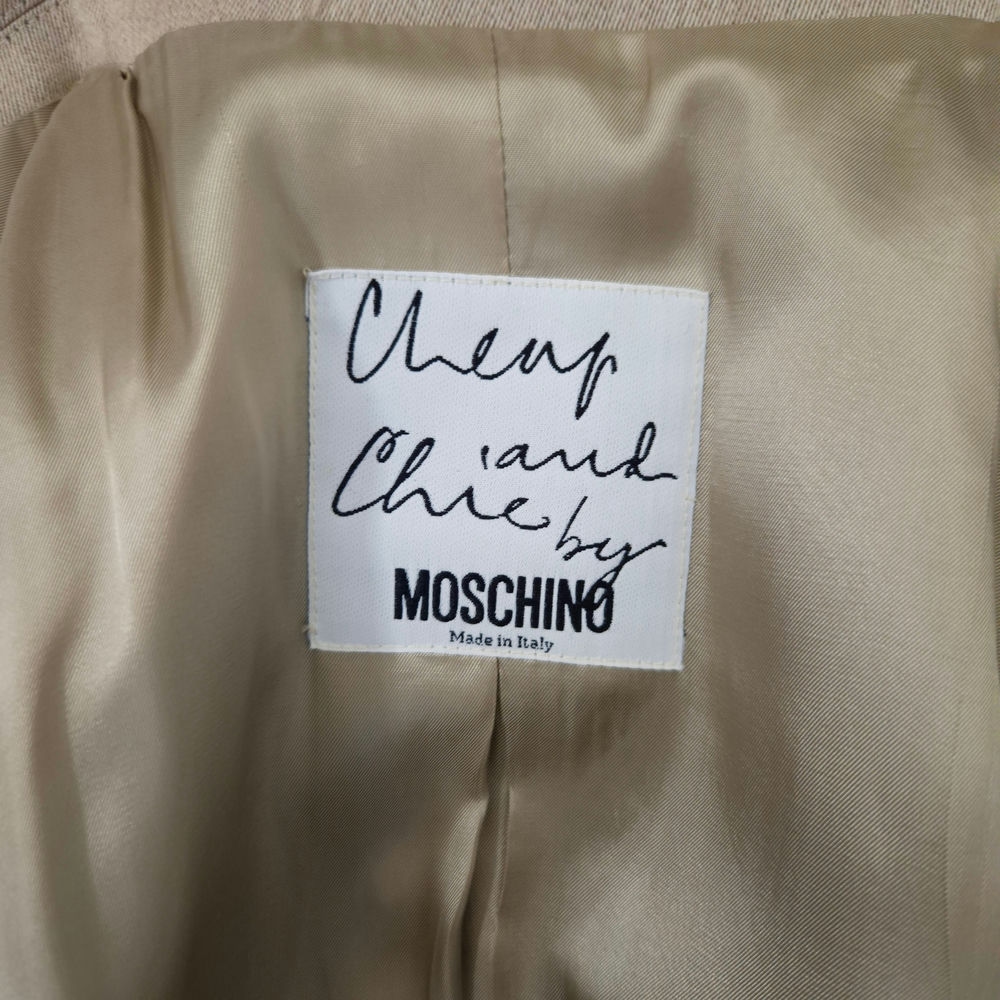 Cheap
and
Chic by
MOSCHINO
Made in Italy